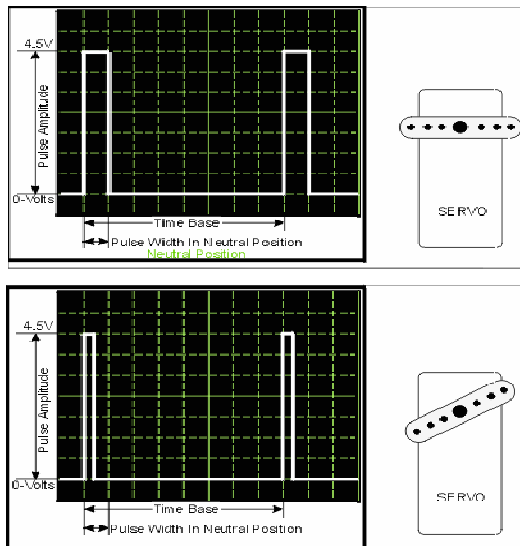 4.5V
Pulse Amplitude
0-Volts
Time Base
Pulse Width In Neutral Position
Neutral Position
SERVO
4.5V
Pulse Amplitude
0-Volts
Time Base
Pulse Width In Neutral Position
SERVO